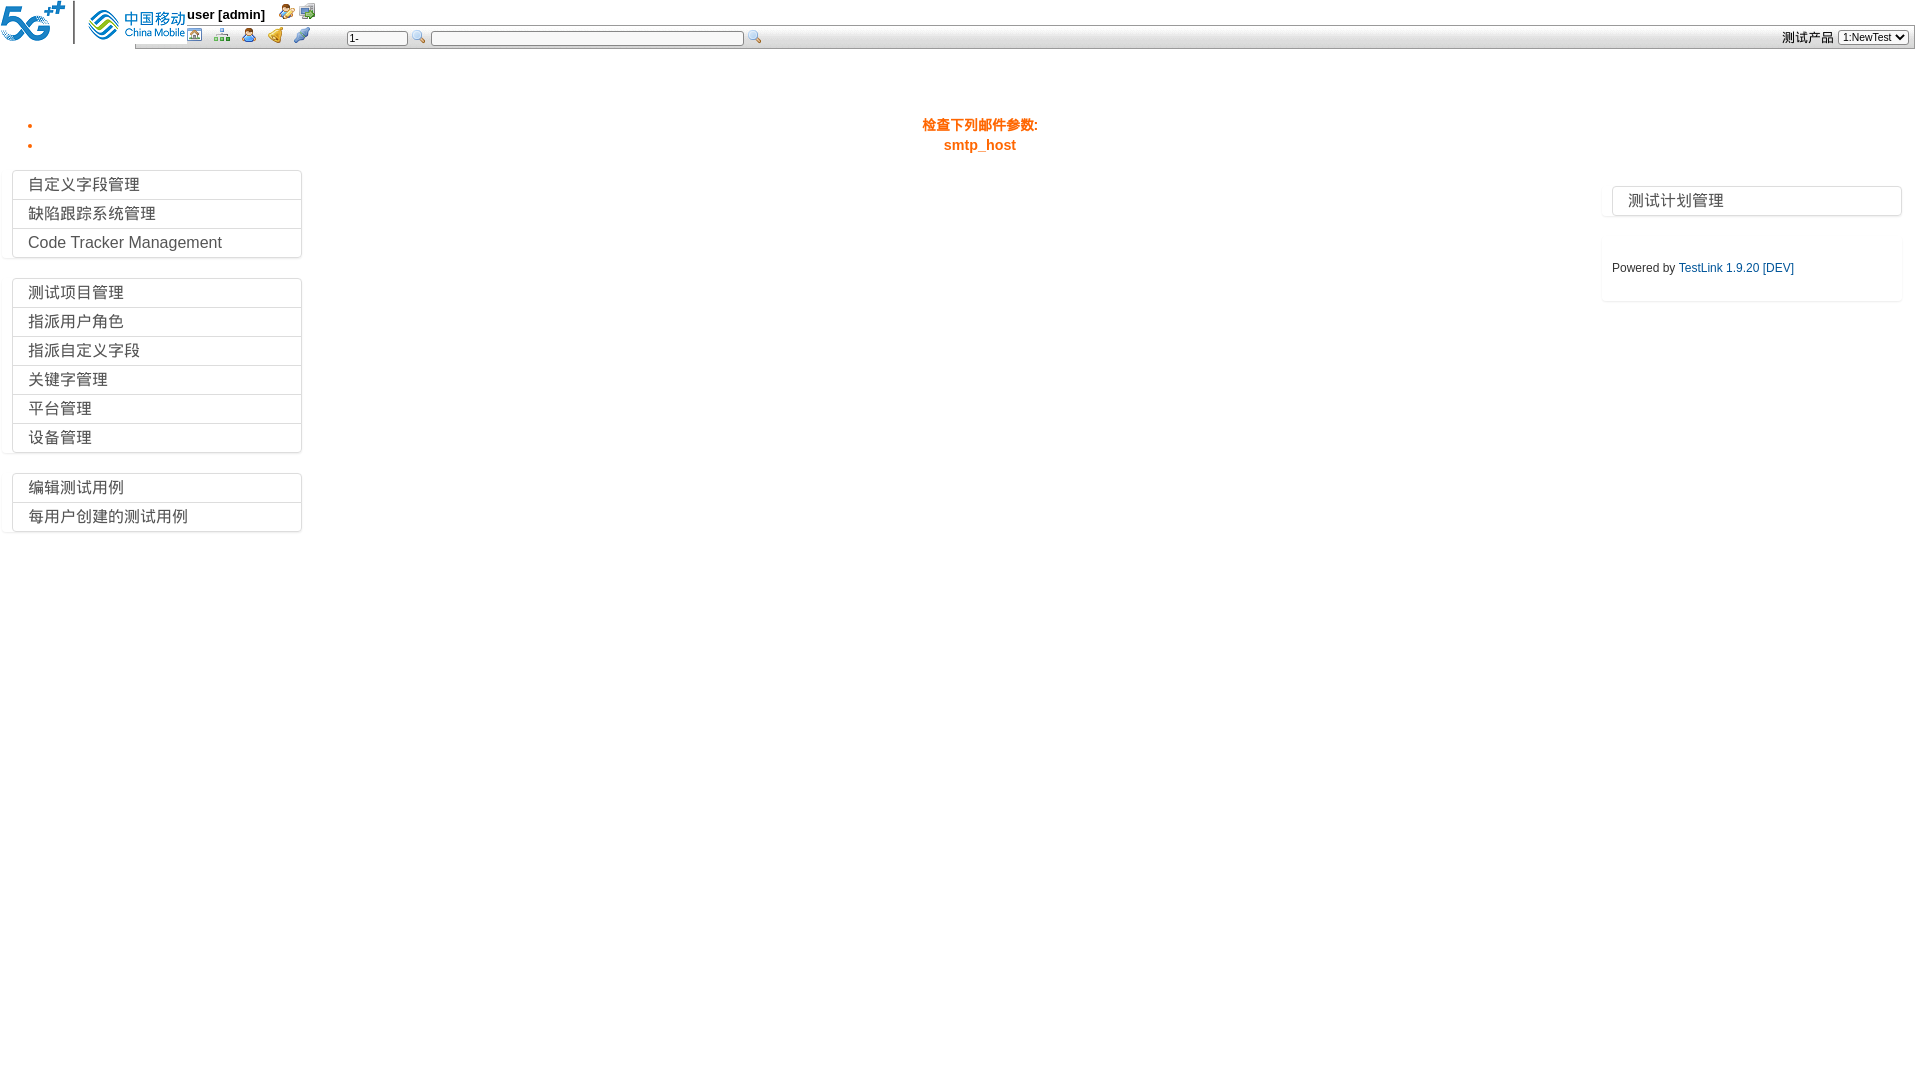 5G++
中国移动
China Mobile
user [admin]
1-
测试产品 1:NewTest
检查下列邮件参数:
smtp_host
自定义字段管理
缺陷跟踪系统管理
Code Tracker Management
测试项目管理
指派用户角色
指派自定义字段
关键字管理
平台管理
设备管理
编辑测试用例
每用户创建的测试用例
测试计划管理
Powered by TestLink 1.9.20 [DEV]